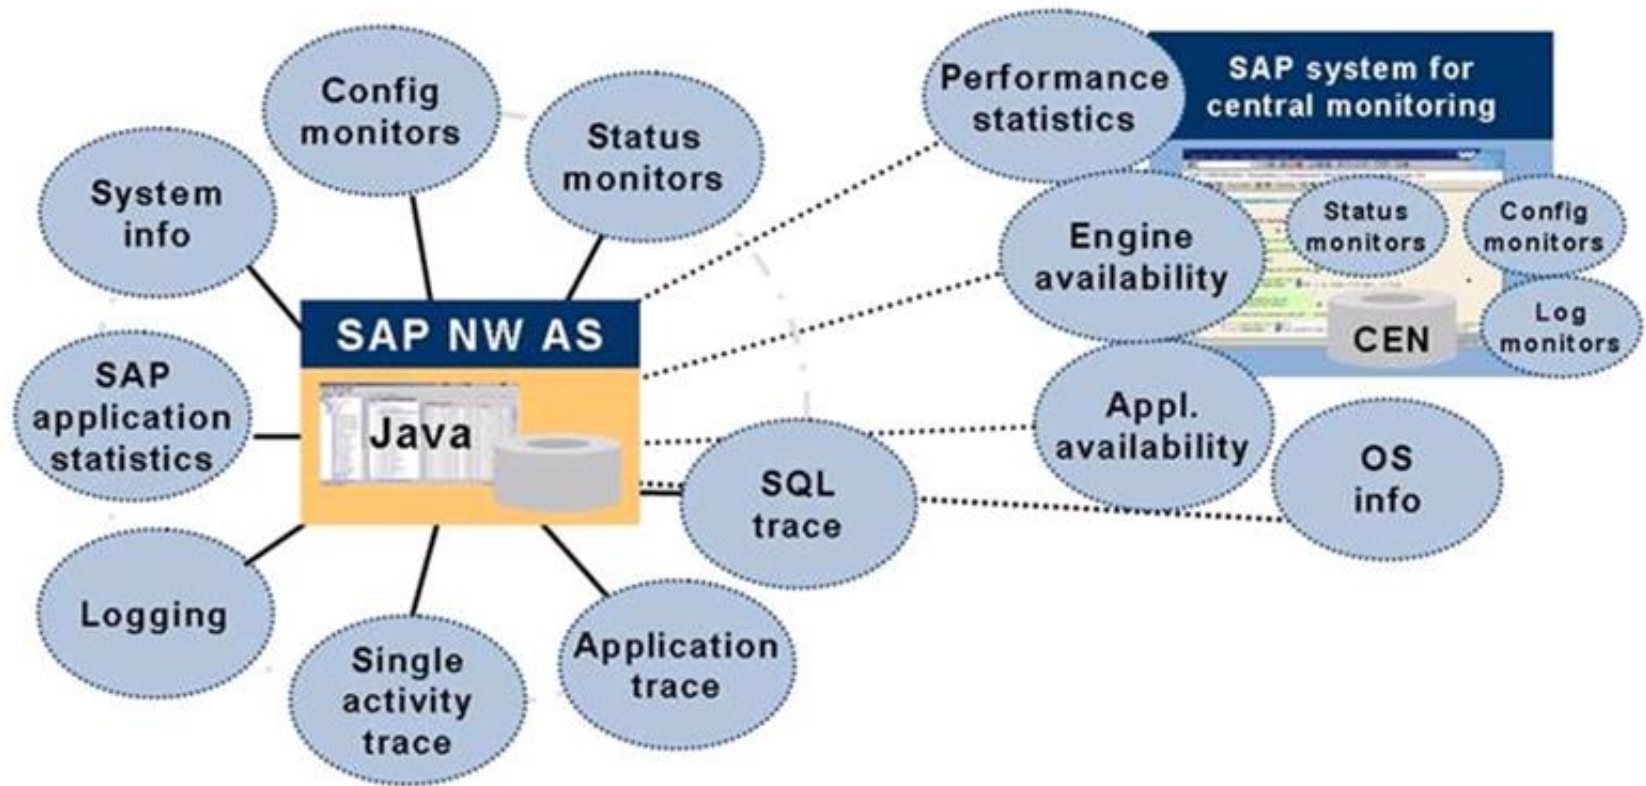 Config
monitors
Status
monitors
System
info
SAP
application
statistics
Logging
Single
activity
trace
Application
trace
SQL
trace
SAP NW AS
Java
Performance
statistics
Engine
availability
Appl.
availability
OS
info
SAP system for
central monitoring
Status
monitors
Config
monitors
Log
monitors
CEN